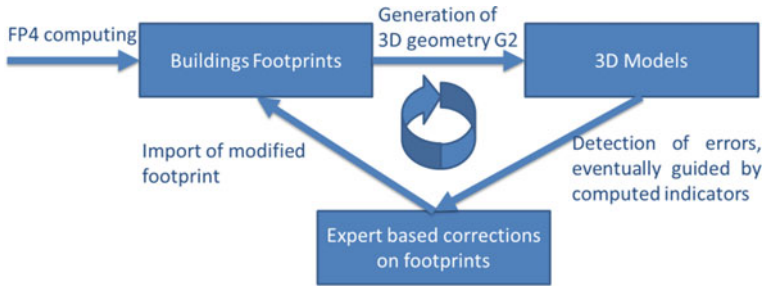 FP4 computing
Buildings Footprints
Generation of
3D geometry G2
3D Models
Import of modified
footprint
Detection of errors,
eventually guided by
computed indicators
Expert based corrections
on footprints